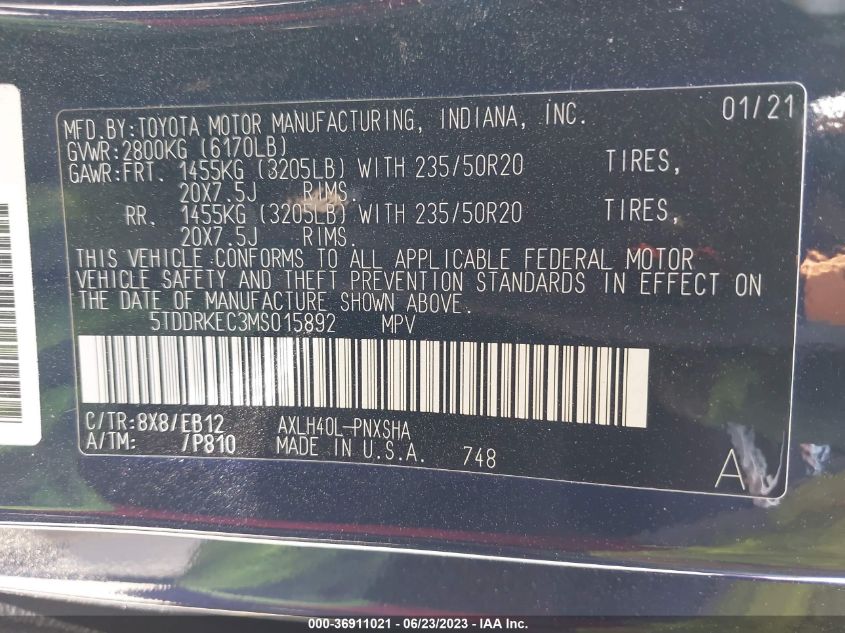 MFD.BY:TOYOTA MOTOR MANUFACTURING, INDIANA, INC. 01/21
GVWR:2800KG (6170LB)
GAWR:FRT. 1455KG (3205LB) WITH 235/50R20 TIRES,
20X7.5J RIMS.
RR. 1455KG (3205LB) WITH 235/50R20 TIRES,
20X7.5J RIMS.
THIS VEHICLE CONFORMS TO ALL APPLICABLE FEDERAL MOTOR
VEHICLE SAFETY AND THEFT PREVENTION STANDARDS IN EFFECT ON
THE DATE OF MANUFACTURE SHOWN ABOVE.
5TDDRKEC3MS015892 MPV
C/TR:8X8/EB12 AXLH40L-PNXSHA
A/TM: /P810 MADE IN U.S.A. 748 A
000-36911021 - 06/23/2023 - IAA Inc.